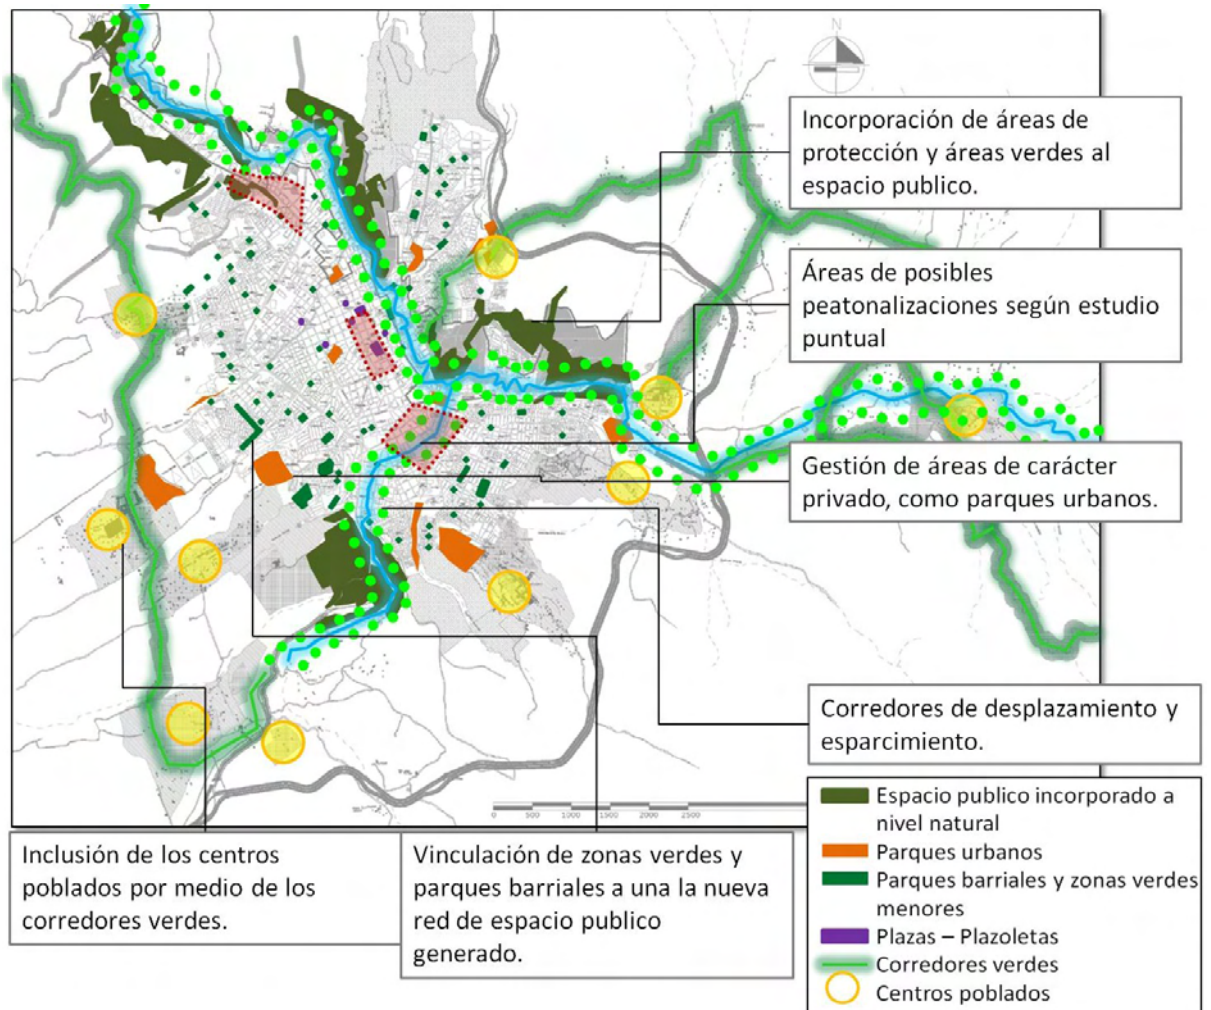 N
Incorporación de áreas de
protección y áreas verdes al
espacio publico.
Áreas de posibles
peatonalizaciones según estudio
puntual
Gestión de áreas de carácter
privado, como parques urbanos.
Corredores de desplazamiento y
esparcimiento.
0 500 1000 1500 2000 2500
Espacio publico incorporado a
nivel natural
Parques urbanos
Parques barriales y zonas verdes
menores
Plazas – Plazoletas
Corredores verdes
Centros poblados
Inclusión de los centros
poblados por medio de los
corredores verdes.
Vinculación de zonas verdes y
parques barriales a una la nueva
red de espacio publico
generado.